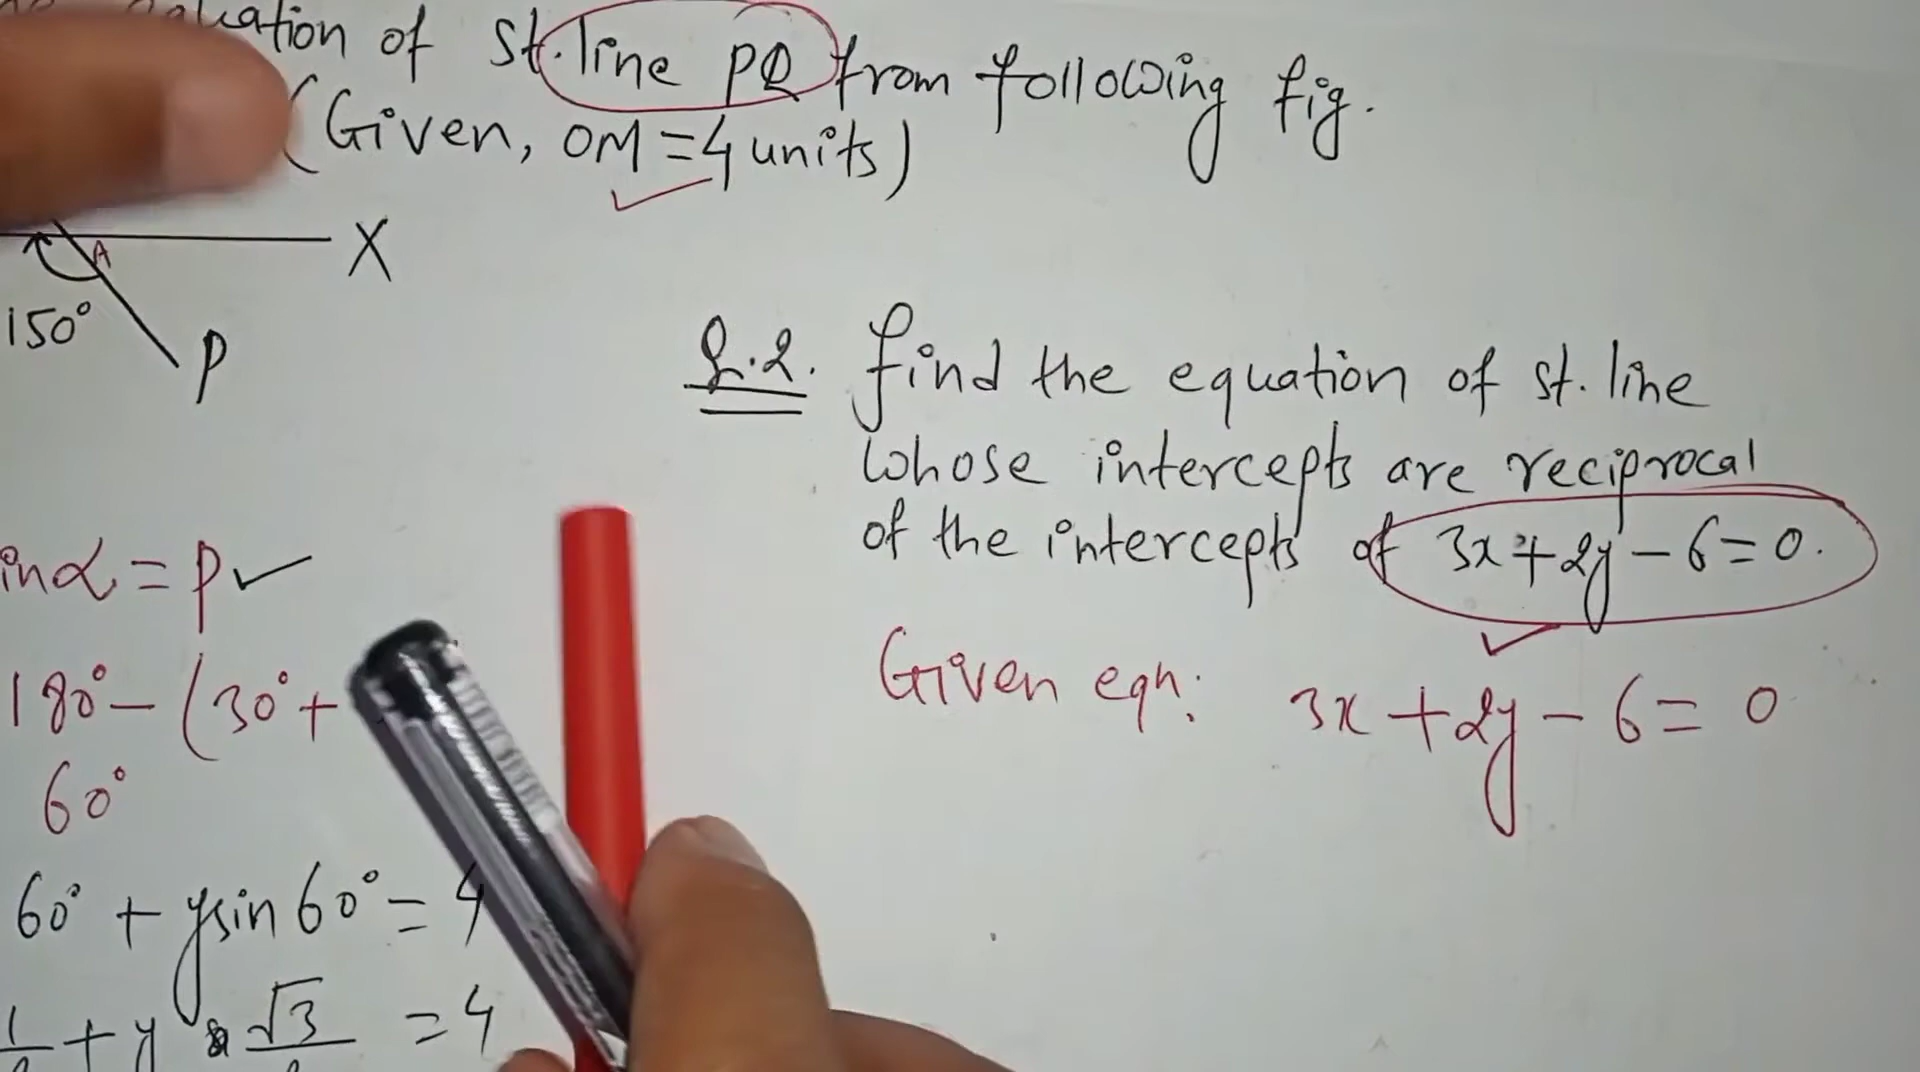 of st. line PQ from following fig.
(Given, OM = 4 units)
X
A
150°
P
Q.2. find the equation of st. line
whose intercepts are reciprocal
of the intercepts of 3x + 2y - 6 = 0.
Given eqn: 3x + 2y - 6 = 0
inα = p
180° - (30° +
60°
60° + y sin 60° = 4
+ y √3 = 4